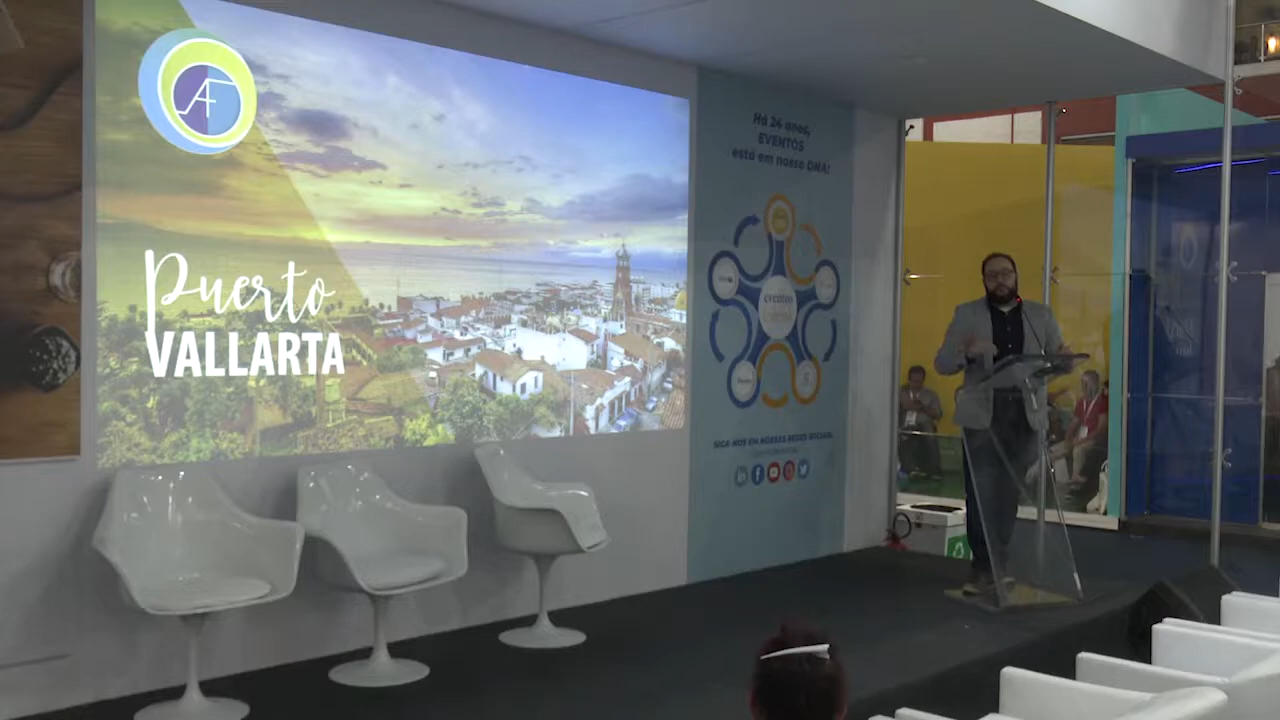 AF
Puerto
VALLARTA
Há 24 anos,
EVENTOS
está em nosso DNA!
eventos
SIGA-NOS EM NOSSAS REDES SOCIAIS: